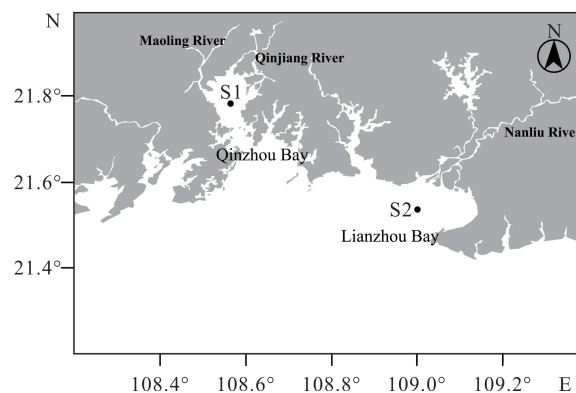 N
Maoling River
N
Qinjiang River
S1
21.8°
Nanliu Rive
Qinzhou Bay
21.6°
S2
Lianzhou Bay
21.4°
108.4° 108.6° 108.8° 109.0° 109.2° E